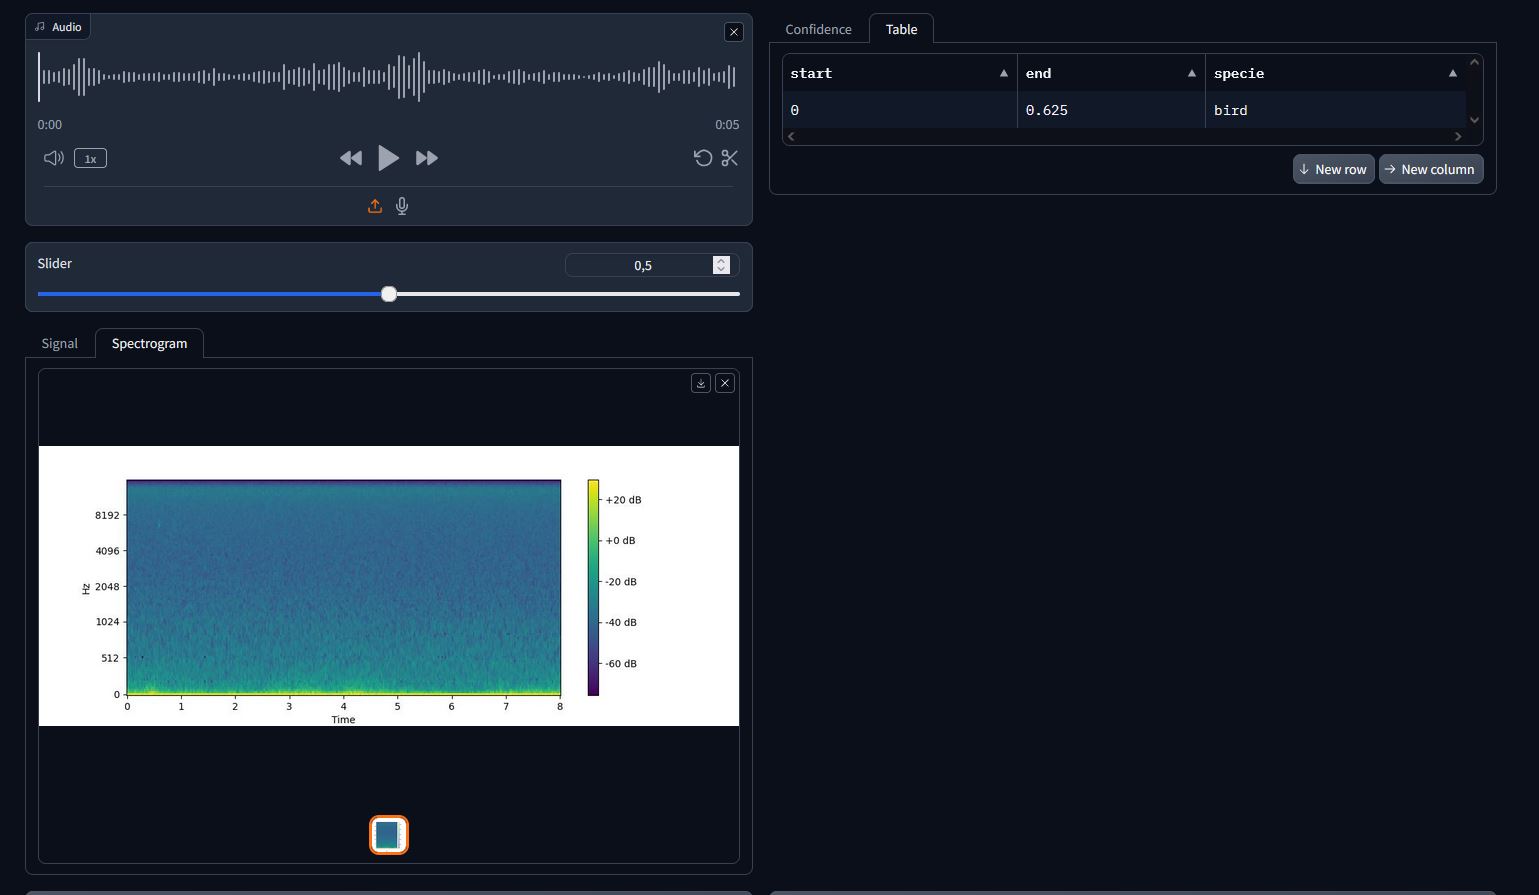 Audio
0:00
0:05
1x
Slider
0,5
Signal
Spectrogram
8192
4096
2048
1024
512
0
Hz
0 1 2 3 4 5 6 7 8
Time
+20 dB
+0 dB
-20 dB
-40 dB
-60 dB
Confidence
Table
start end specie
0 0.625 bird
New row
New column